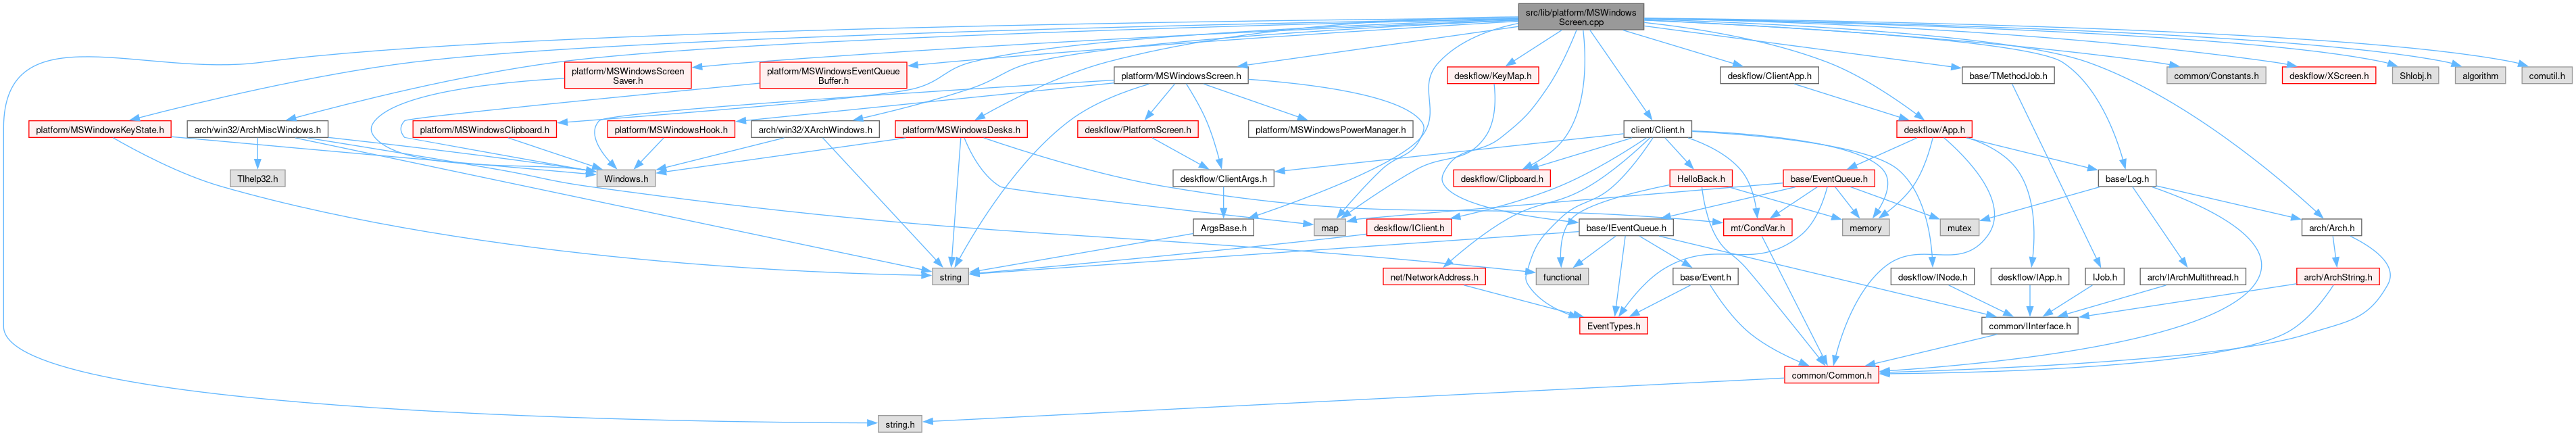 src/lib/platform/MSWindows
Screen.cpp
platform/MSWindowsScreen
Saver.h
platform/MSWindowsEventQueue
Buffer.h
platform/MSWindowsScreen.h
deskflow/KeyMap.h
deskflow/ClientApp.h
base/TMethodJob.h
common/Constants.h
deskflow/XScreen.h
Shlobj.h
algorithm
comutil.h
platform/MSWindowsKeyState.h
arch/win32/ArchMiscWindows.h
platform/MSWindowsClipboard.h
platform/MSWindowsHook.h
arch/win32/XArchWindows.h
platform/MSWindowsDesks.h
deskflow/PlatformScreen.h
platform/MSWindowsPowerManager.h
client/Client.h
deskflow/App.h
Tlhelp32.h
Windows.h
deskflow/ClientArgs.h
deskflow/Clipboard.h
HelloBack.h
base/EventQueue.h
base/Log.h
ArgsBase.h
map
deskflow/IClient.h
base/IEventQueue.h
mt/CondVar.h
memory
mutex
arch/Arch.h
string
net/NetworkAddress.h
functional
base/Event.h
deskflow/INode.h
deskflow/IApp.h
IJob.h
arch/IArchMultithread.h
arch/ArchString.h
EventTypes.h
common/IInterface.h
common/Common.h
string.h